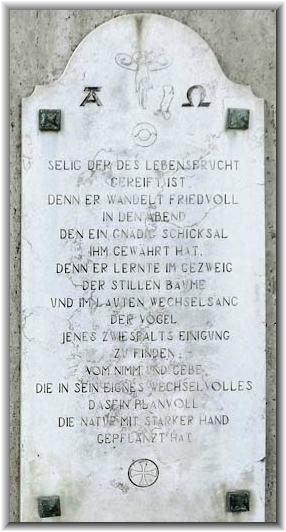 Α Ω
SELIG DER DES LEBENSFRUCHT
GEREIFT IST
DENN ER WANDELT FRIEDVOLL
IN DEN ABEND
DEN EIN GNÄDIG SCHICKSAL
IHM GEWÄHRT HAT,
DENN ER LERNTE IM GEZWEIG
DER STILLEN BÄUME
UND IM LAUTEN WECHSELSANG
DER VÖGEL
JENES ZWIESPALTS EINIGUNG
ZU FINDEN:
VOM NIMM UND GEBE,
DIE IN SEIN EIGNES WECHSELVOLLES
DASEIN PLANVOLL
DIE NATUR MIT STARKER HAND
GEPFLANZT HAT